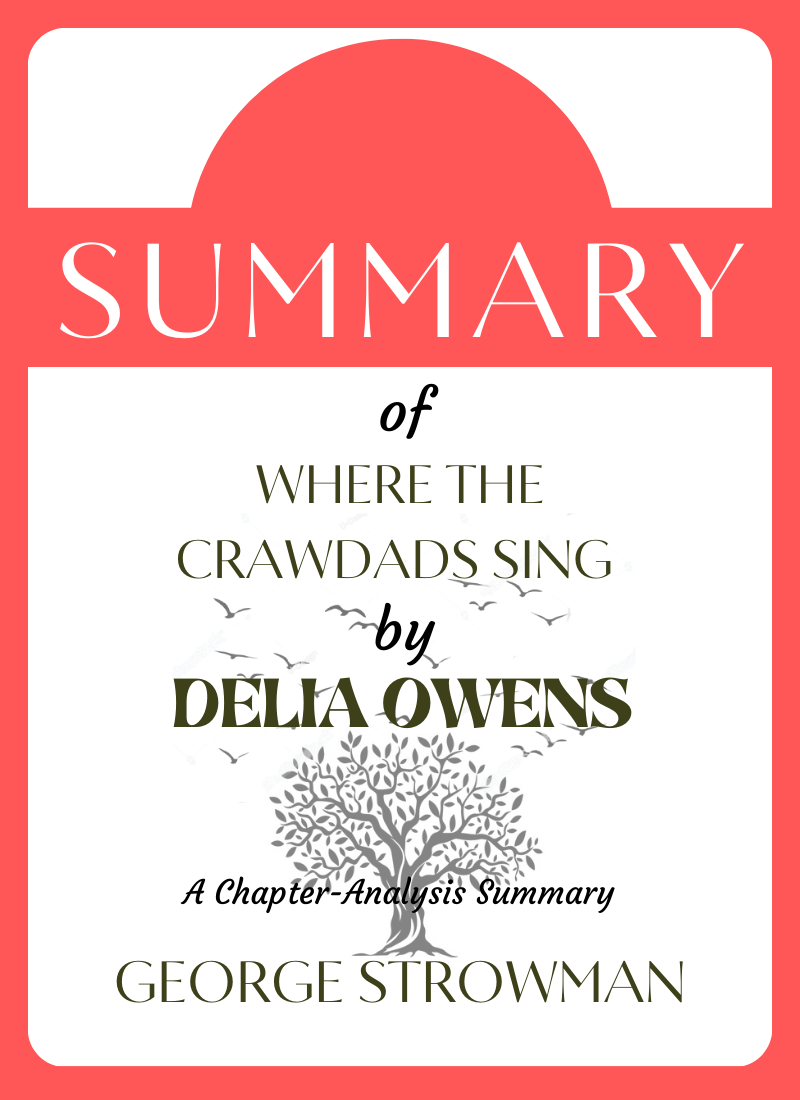 SUMMARY
of
WHERE THE
CRAWDADS SING
by
DELIA OWENS
A Chapter-Analysis Summary
GEORGE STROWMAN